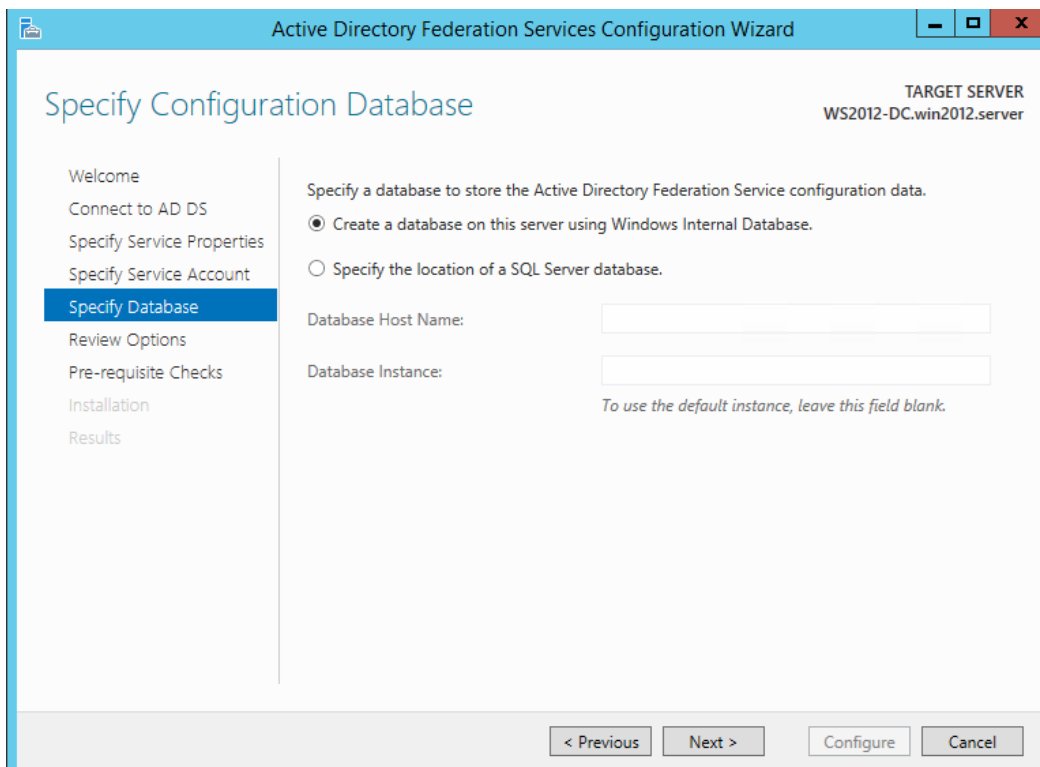 Active Directory Federation Services Configuration Wizard
Specify Configuration Database
TARGET SERVER
WS2012-DC.win2012.server
Welcome
Connect to AD DS
Specify Service Properties
Specify Service Account
Specify Database
Review Options
Pre-requisite Checks
Installation
Results
Specify a database to store the Active Directory Federation Service configuration data.
Create a database on this server using Windows Internal Database.
Specify the location of a SQL Server database.
Database Host Name:
Database Instance:
To use the default instance, leave this field blank.
< Previous
Next >
Configure
Cancel